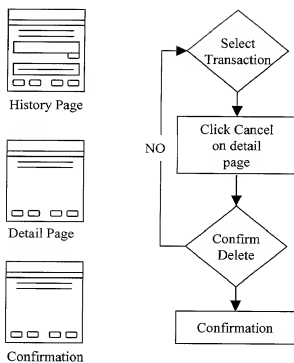 History Page
Detail Page
Confirmation
Select
Transaction
Click Cancel
on detail
page
NO
Confirm
Delete
Confirmation